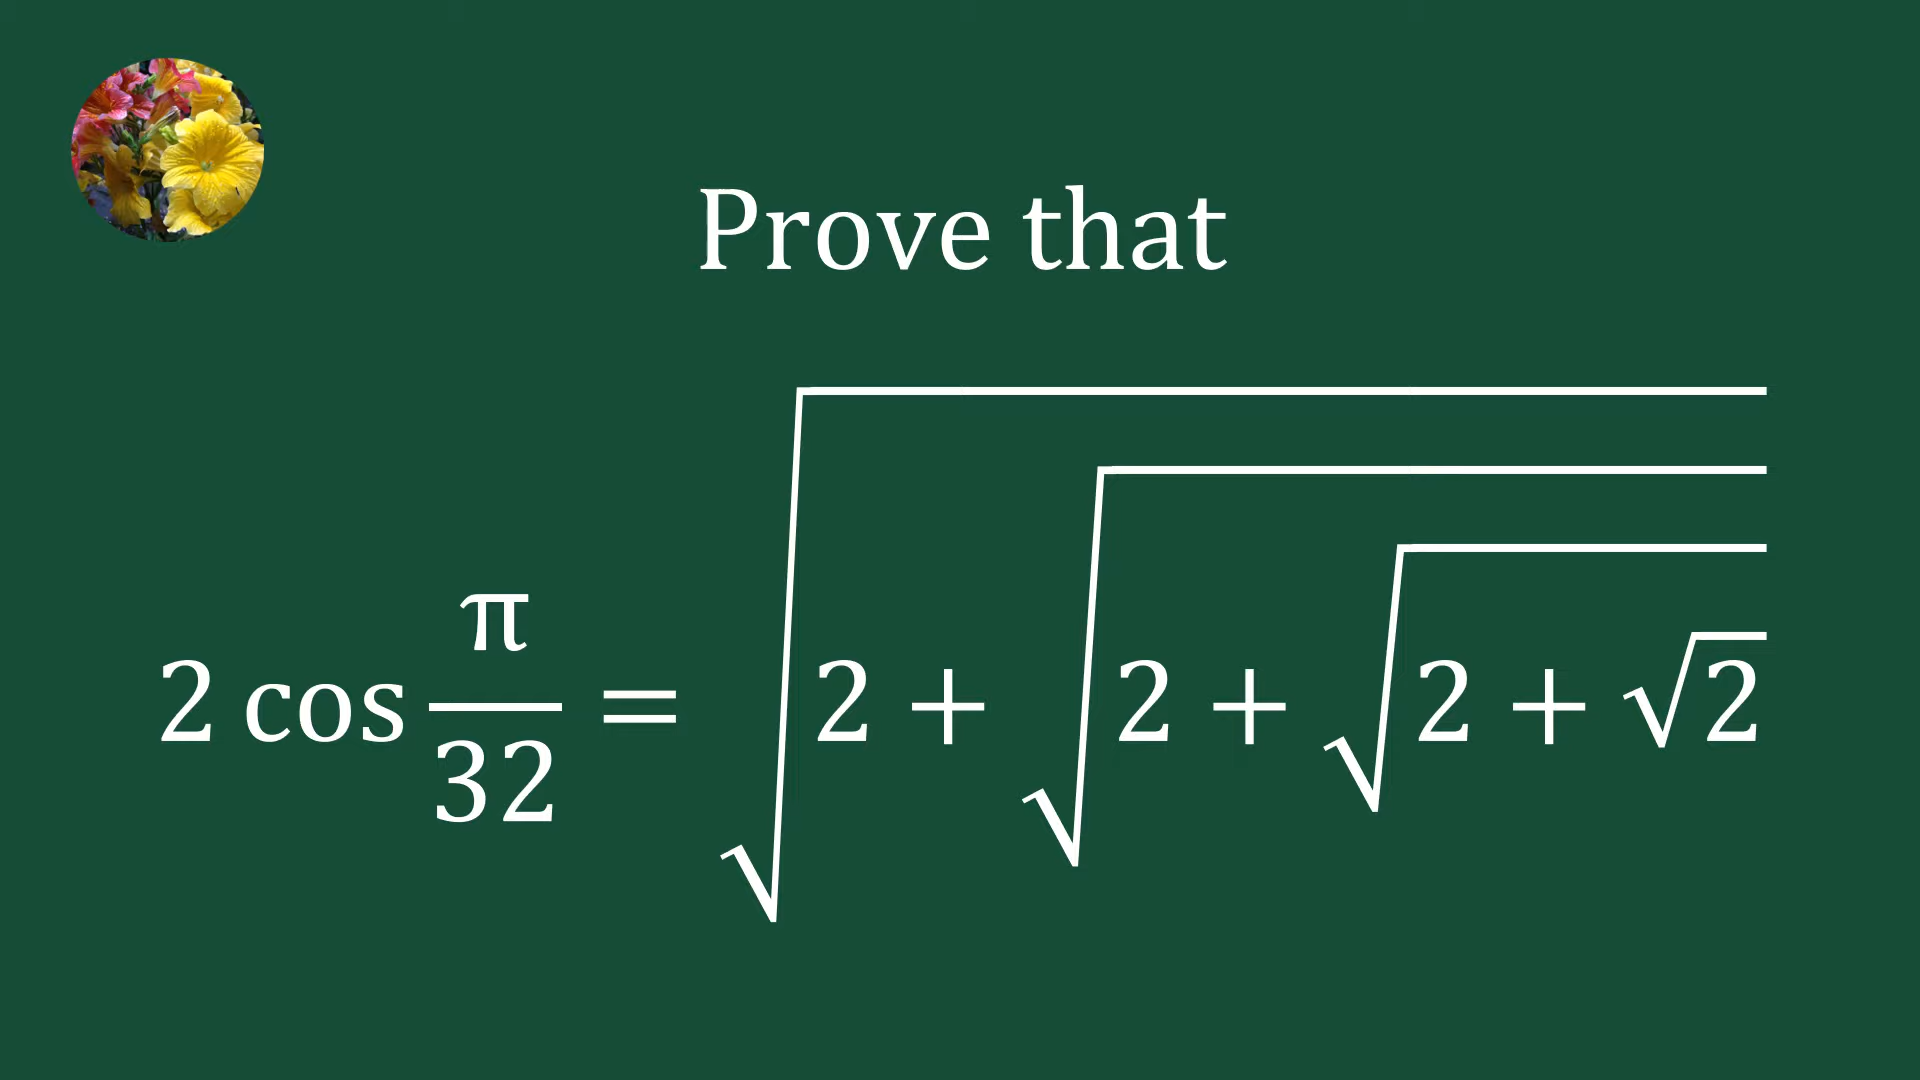 Prove that
2 cos π/32 = √(2 + √(2 + √(2 + √2)))